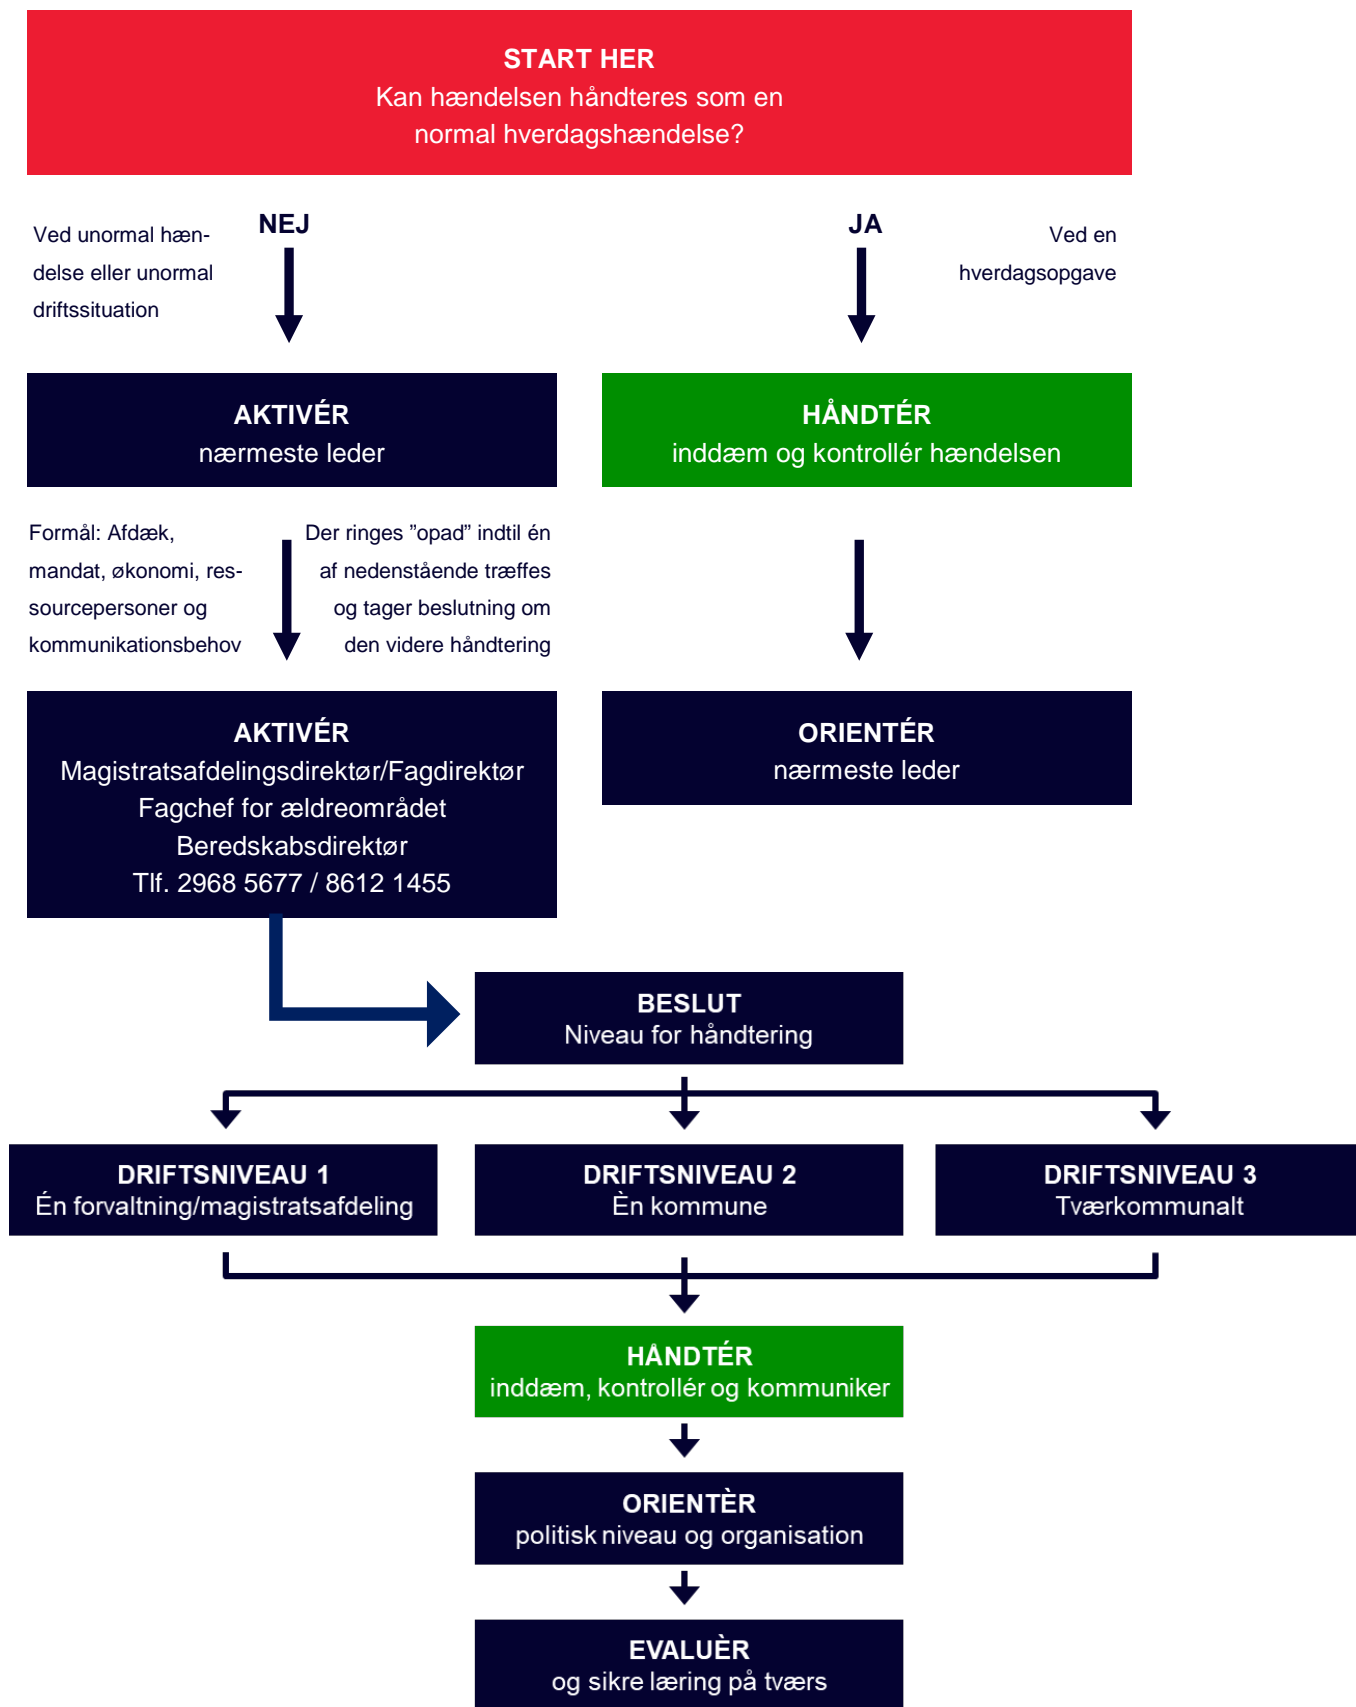 START HER
Kan hændelsen håndteres som en
normal hverdagshændelse?
NEJ
Ved unormal hæn-
delse eller unormal
driftssituation
JA
Ved en
hverdagsopgave
AKTIVÉR
nærmeste leder
HÅNDTÉR
inddæm og kontrollér hændelsen
Formål: Afdæk,
mandat, økonomi, res-
sourcepersoner og
kommunikationsbehov
Der ringes ”opad” indtil én
af nedenstående træffes
og tager beslutning om
den videre håndtering
AKTIVÉR
Magistratsafdelingsdirektør/Fagdirektør
Fagchef for ældreområdet
Beredskabsdirektør
Tlf. 2968 5677 / 8612 1455
ORIENTÉR
nærmeste leder
BESLUT
Niveau for håndtering
DRIFTSNIVEAU 1
Én forvaltning/magistratsafdeling
DRIFTSNIVEAU 2
Èn kommune
DRIFTSNIVEAU 3
Tværkommunalt
HÅNDTÉR
inddæm, kontrollér og kommuniker
ORIENTÈR
politisk niveau og organisation
EVALUÈR
og sikre læring på tværs